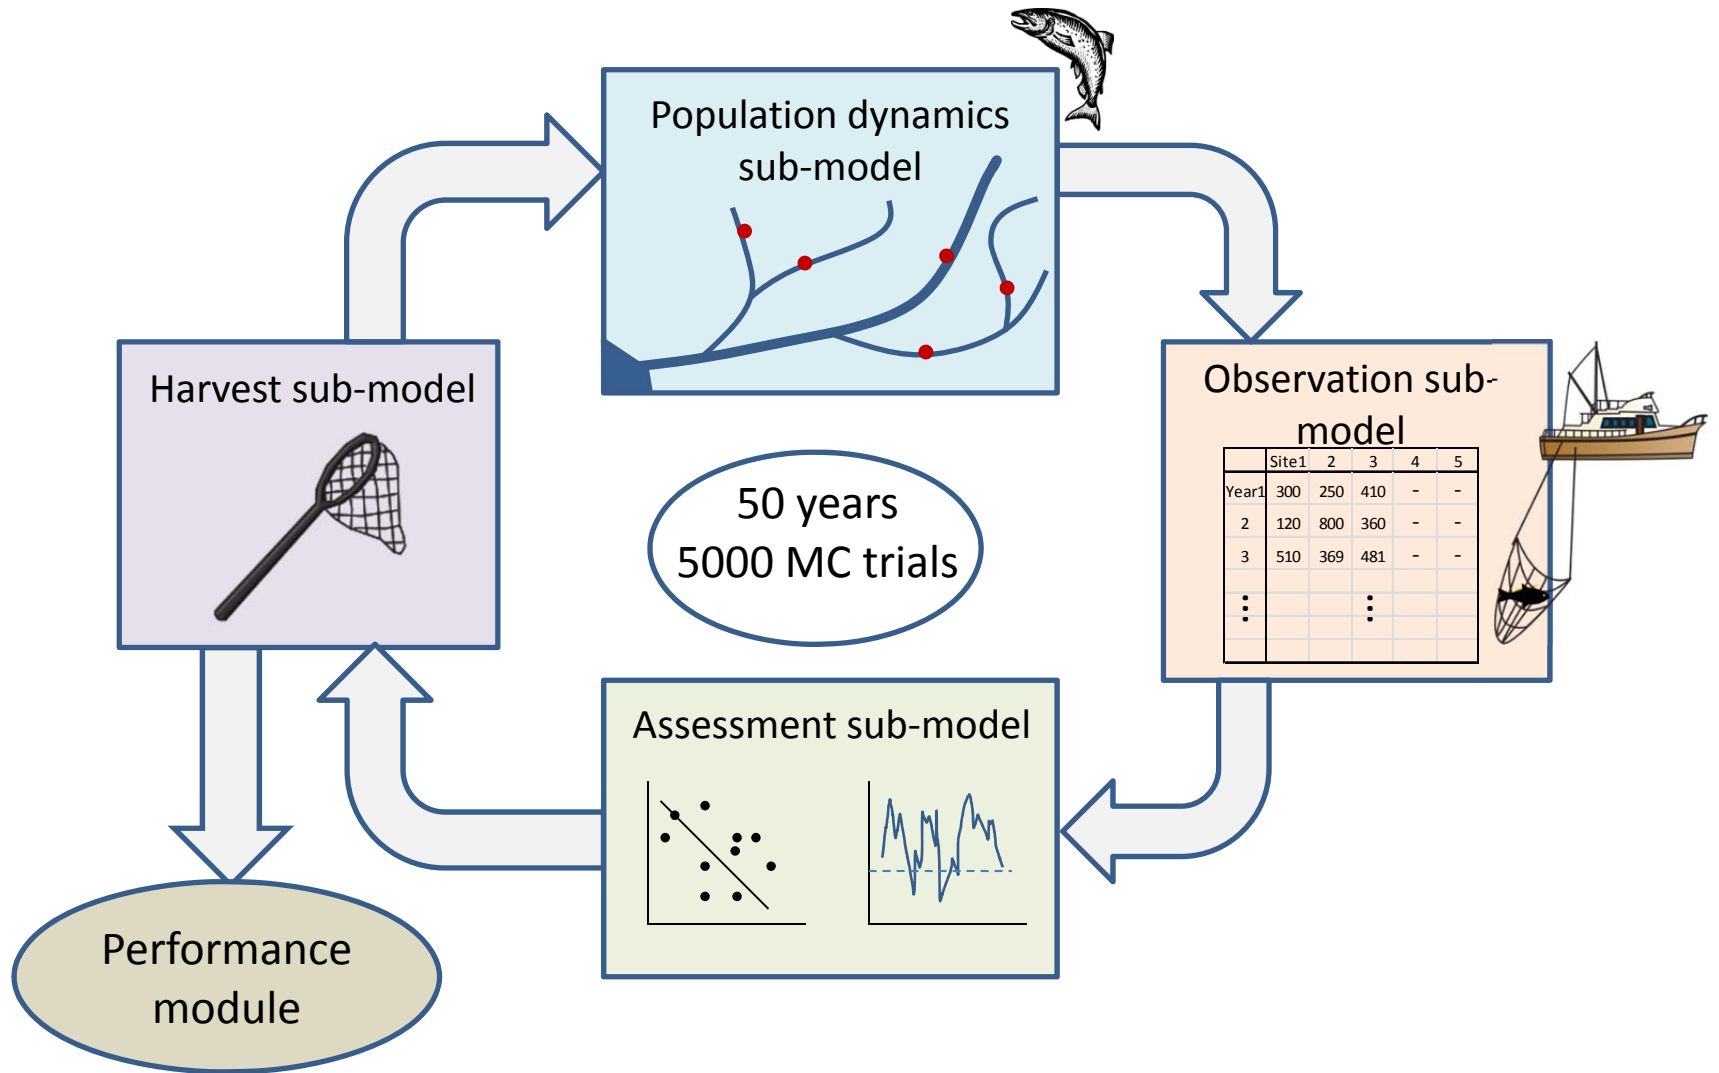 Population dynamics
sub-model
Harvest sub-model
Observation sub-
model
Site1 2 3 4 5
Year1 300 250 410 - -
2 120 800 360 - -
3 510 369 481 - -
⋮ ⋮
50 years
5000 MC trials
Assessment sub-model
Performance
module